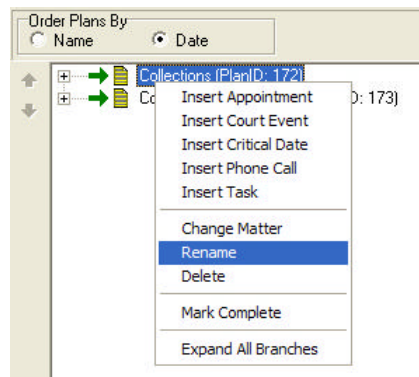 Order Plans By
Name Date
Collections (PlanID: 172)
Insert Appointment
Insert Court Event
Insert Critical Date
Insert Phone Call
Insert Task
Change Matter
Rename
Delete
Mark Complete
Expand All Branches